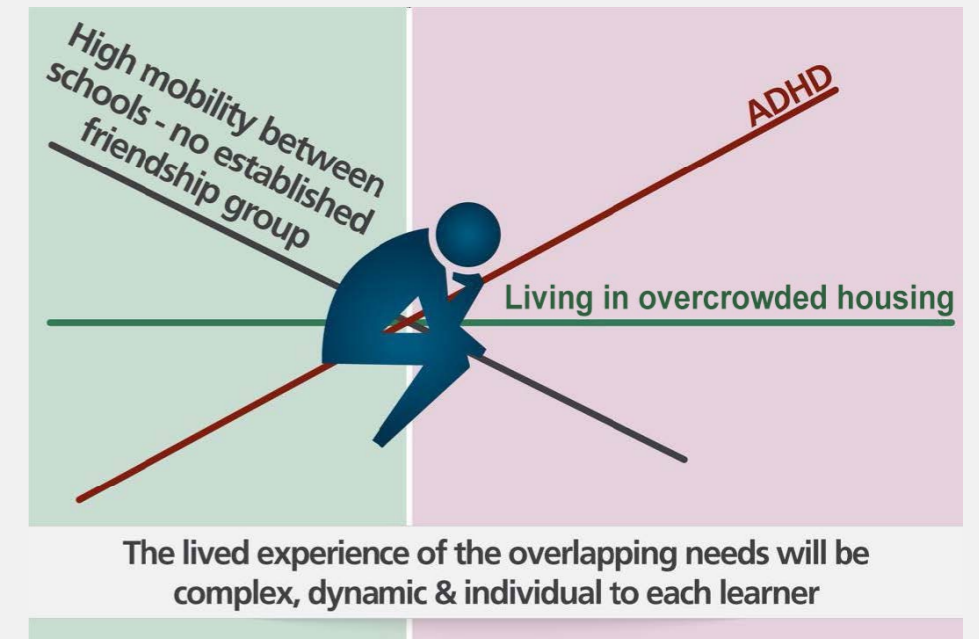 High mobility between
schools - no established
friendship group
ADHD
Living in overcrowded housing
The lived experience of the overlapping needs will be
complex, dynamic & individual to each learner